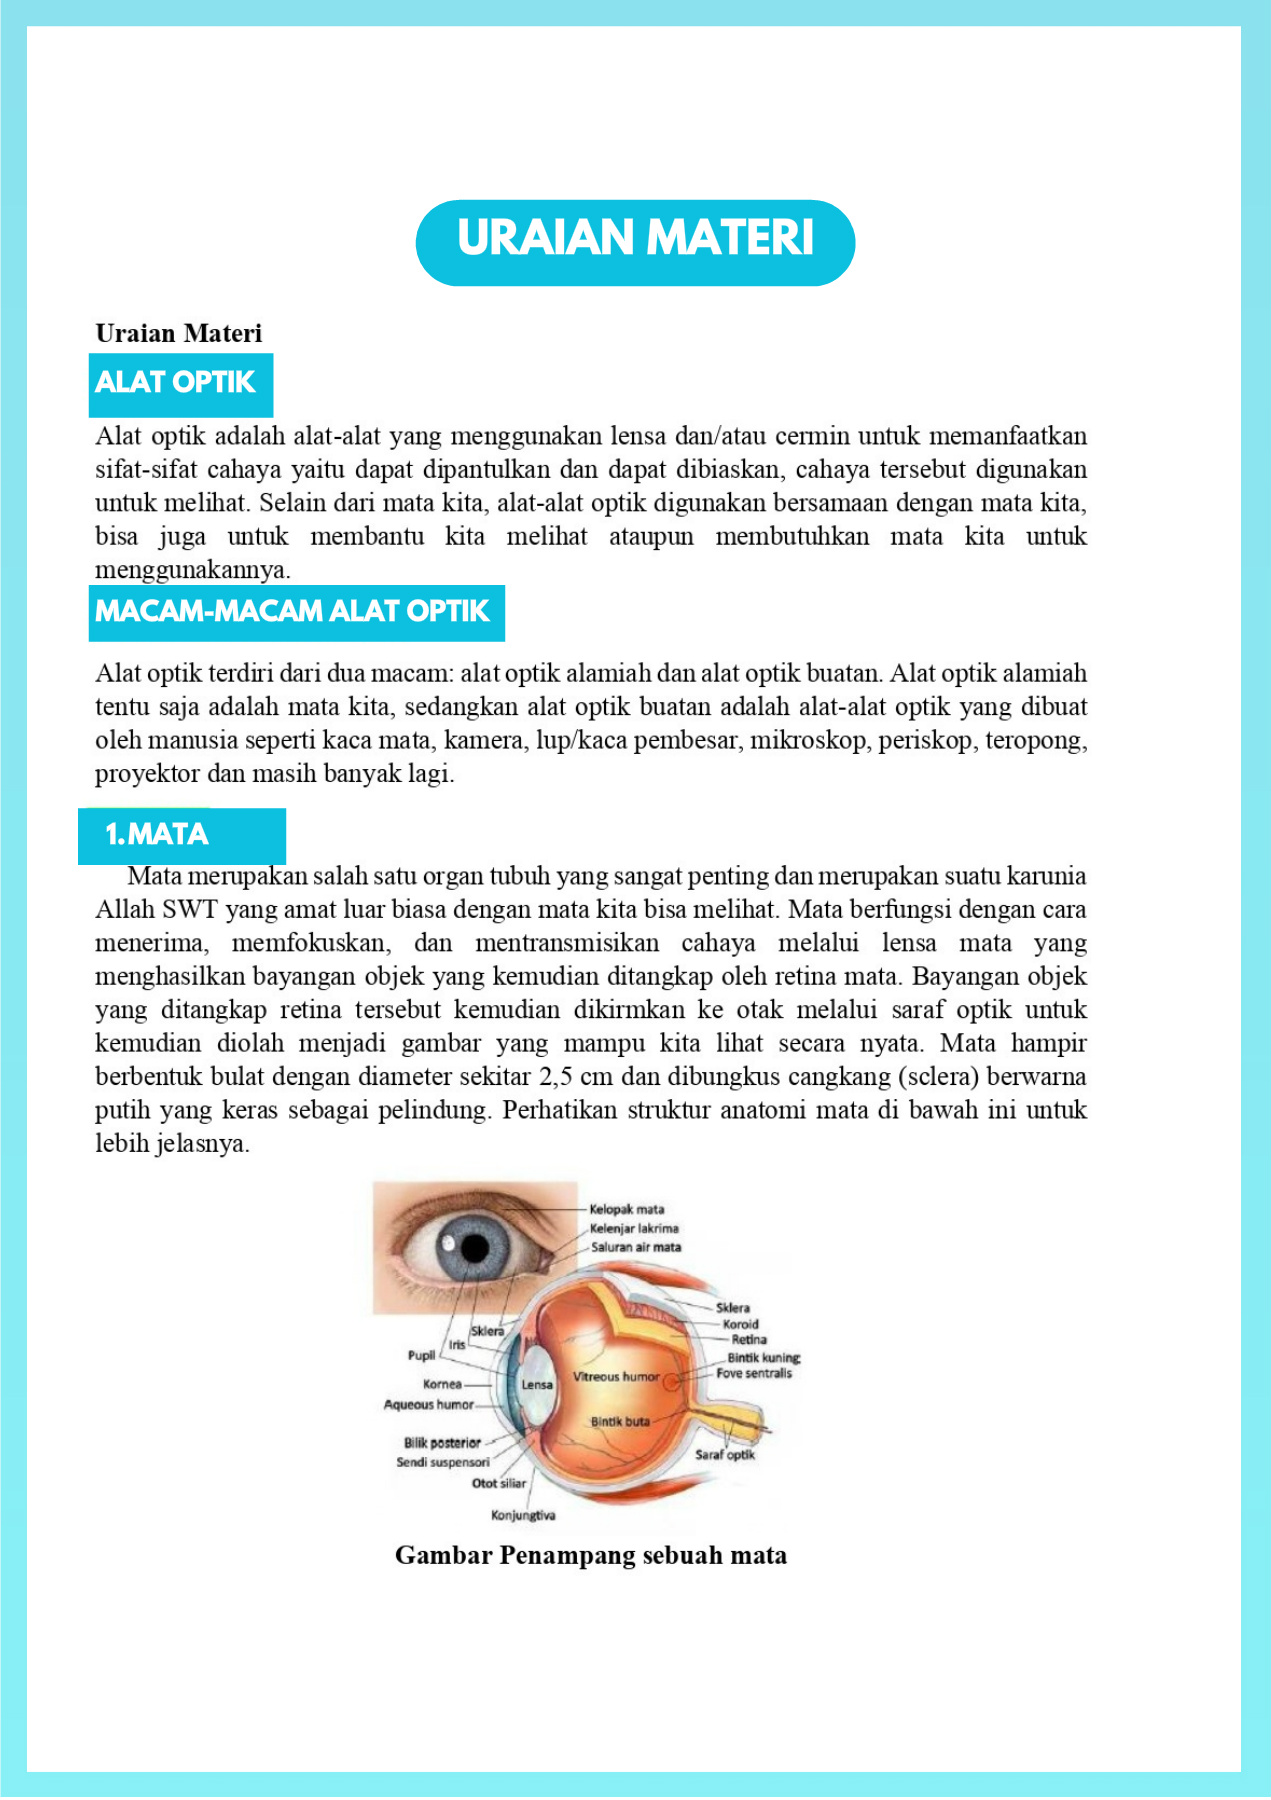 URAIAN MATERI
Uraian Materi
ALAT OPTIK
Alat optik adalah alat-alat yang menggunakan lensa dan/atau cermin untuk memanfaatkan
sifat-sifat cahaya yaitu dapat dipantulkan dan dapat dibiaskan, cahaya tersebut digunakan
untuk melihat. Selain dari mata kita, alat-alat optik digunakan bersamaan dengan mata kita,
bisa juga untuk membantu kita melihat ataupun membutuhkan mata kita untuk
menggunakannya.
MACAM-MACAM ALAT OPTIK
Alat optik terdiri dari dua macam: alat optik alamiah dan alat optik buatan. Alat optik alamiah
tentu saja adalah mata kita, sedangkan alat optik buatan adalah alat-alat optik yang dibuat
oleh manusia seperti kaca mata, kamera, lup/kaca pembesar, mikroskop, periskop, teropong,
proyektor dan masih banyak lagi.
1.MATA
Mata merupakan salah satu organ tubuh yang sangat penting dan merupakan suatu karunia
Allah SWT yang amat luar biasa dengan mata kita bisa melihat. Mata berfungsi dengan cara
menerima, memfokuskan, dan mentransmisikan cahaya melalui lensa mata yang
menghasilkan bayangan objek yang kemudian ditangkap oleh retina mata. Bayangan objek
yang ditangkap retina tersebut kemudian dikirmkan ke otak melalui saraf optik untuk
kemudian diolah menjadi gambar yang mampu kita lihat secara nyata. Mata hampir
berbentuk bulat dengan diameter sekitar 2,5 cm dan dibungkus cangkang (sclera) berwarna
putih yang keras sebagai pelindung. Perhatikan struktur anatomi mata di bawah ini untuk
lebih jelasnya.
Kelopak mata
Kelenjar lakrima
Saluran air mata
Sklera
Koroid
Retina
Bintik kuning
Fove sentralis
Sklera
Iris
Pupil
Kornea
Lensa
Vitreous humor
Aqueous humor
Bintik buta
Bilik posterior
Sendi suspensori
Saraf optik
Otot siliar
Konjungtiva
Gambar Penampang sebuah mata